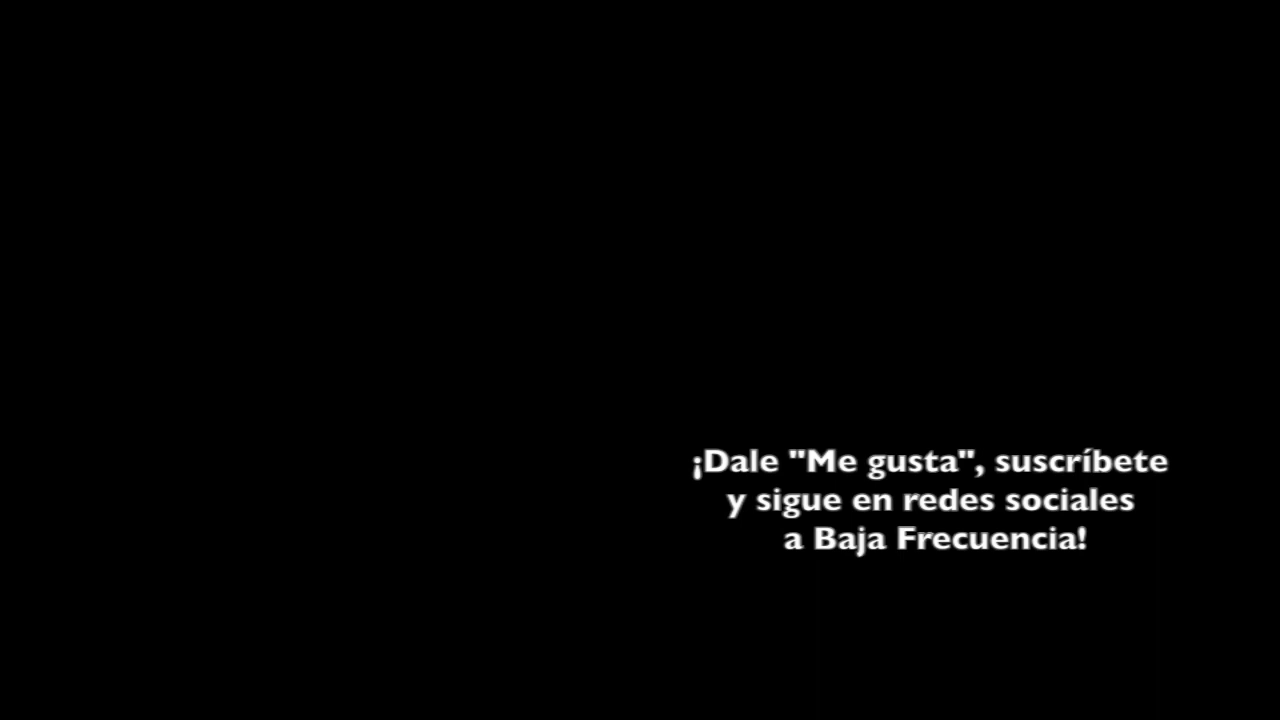 ¡Dale "Me gusta", suscríbete
y sigue en redes sociales
a Baja Frecuencia!